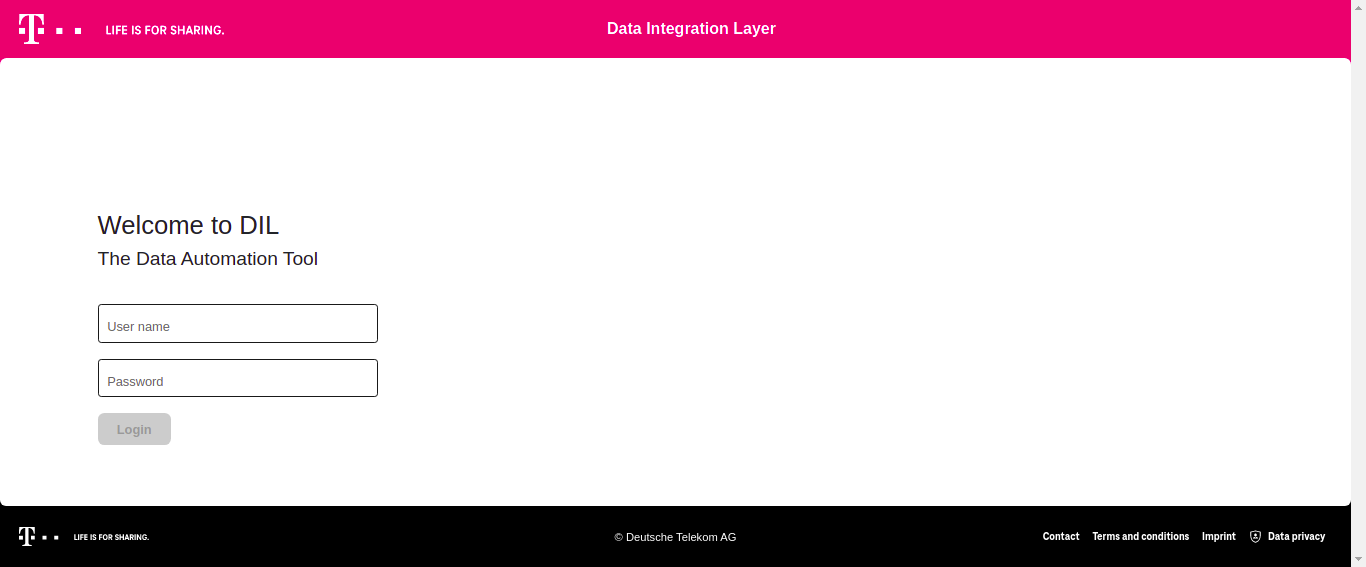 T
LIFE IS FOR SHARING.
Data Integration Layer
Welcome to DIL
The Data Automation Tool
User name
Password
Login
T
LIFE IS FOR SHARING.
© Deutsche Telekom AG
Contact Terms and conditions Imprint Data privacy